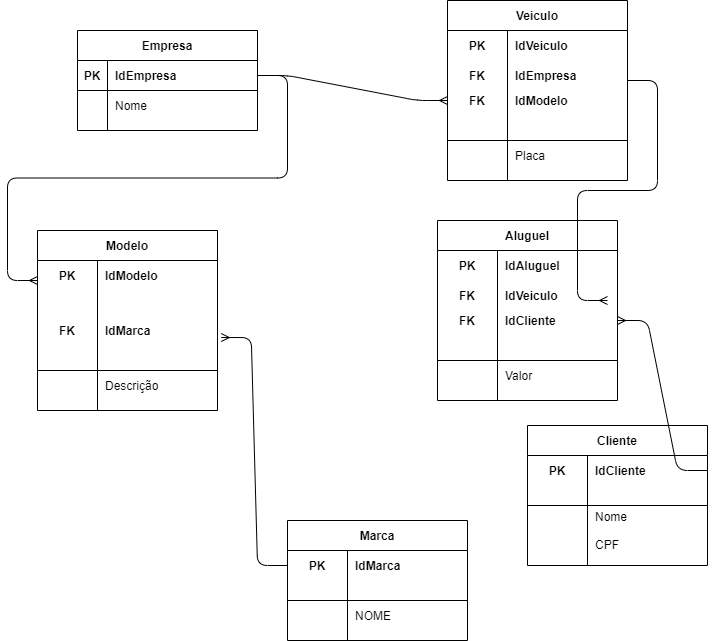 Empresa
PK IdEmpresa
Nome
Veiculo
PK IdVeiculo
FK IdEmpresa
FK IdModelo
Placa
Modelo
PK IdModelo
FK IdMarca
Descrição
Aluguel
PK IdAluguel
FK IdVeiculo
FK IdCliente
Valor
Cliente
PK IdCliente
Nome
CPF
Marca
PK IdMarca
NOME